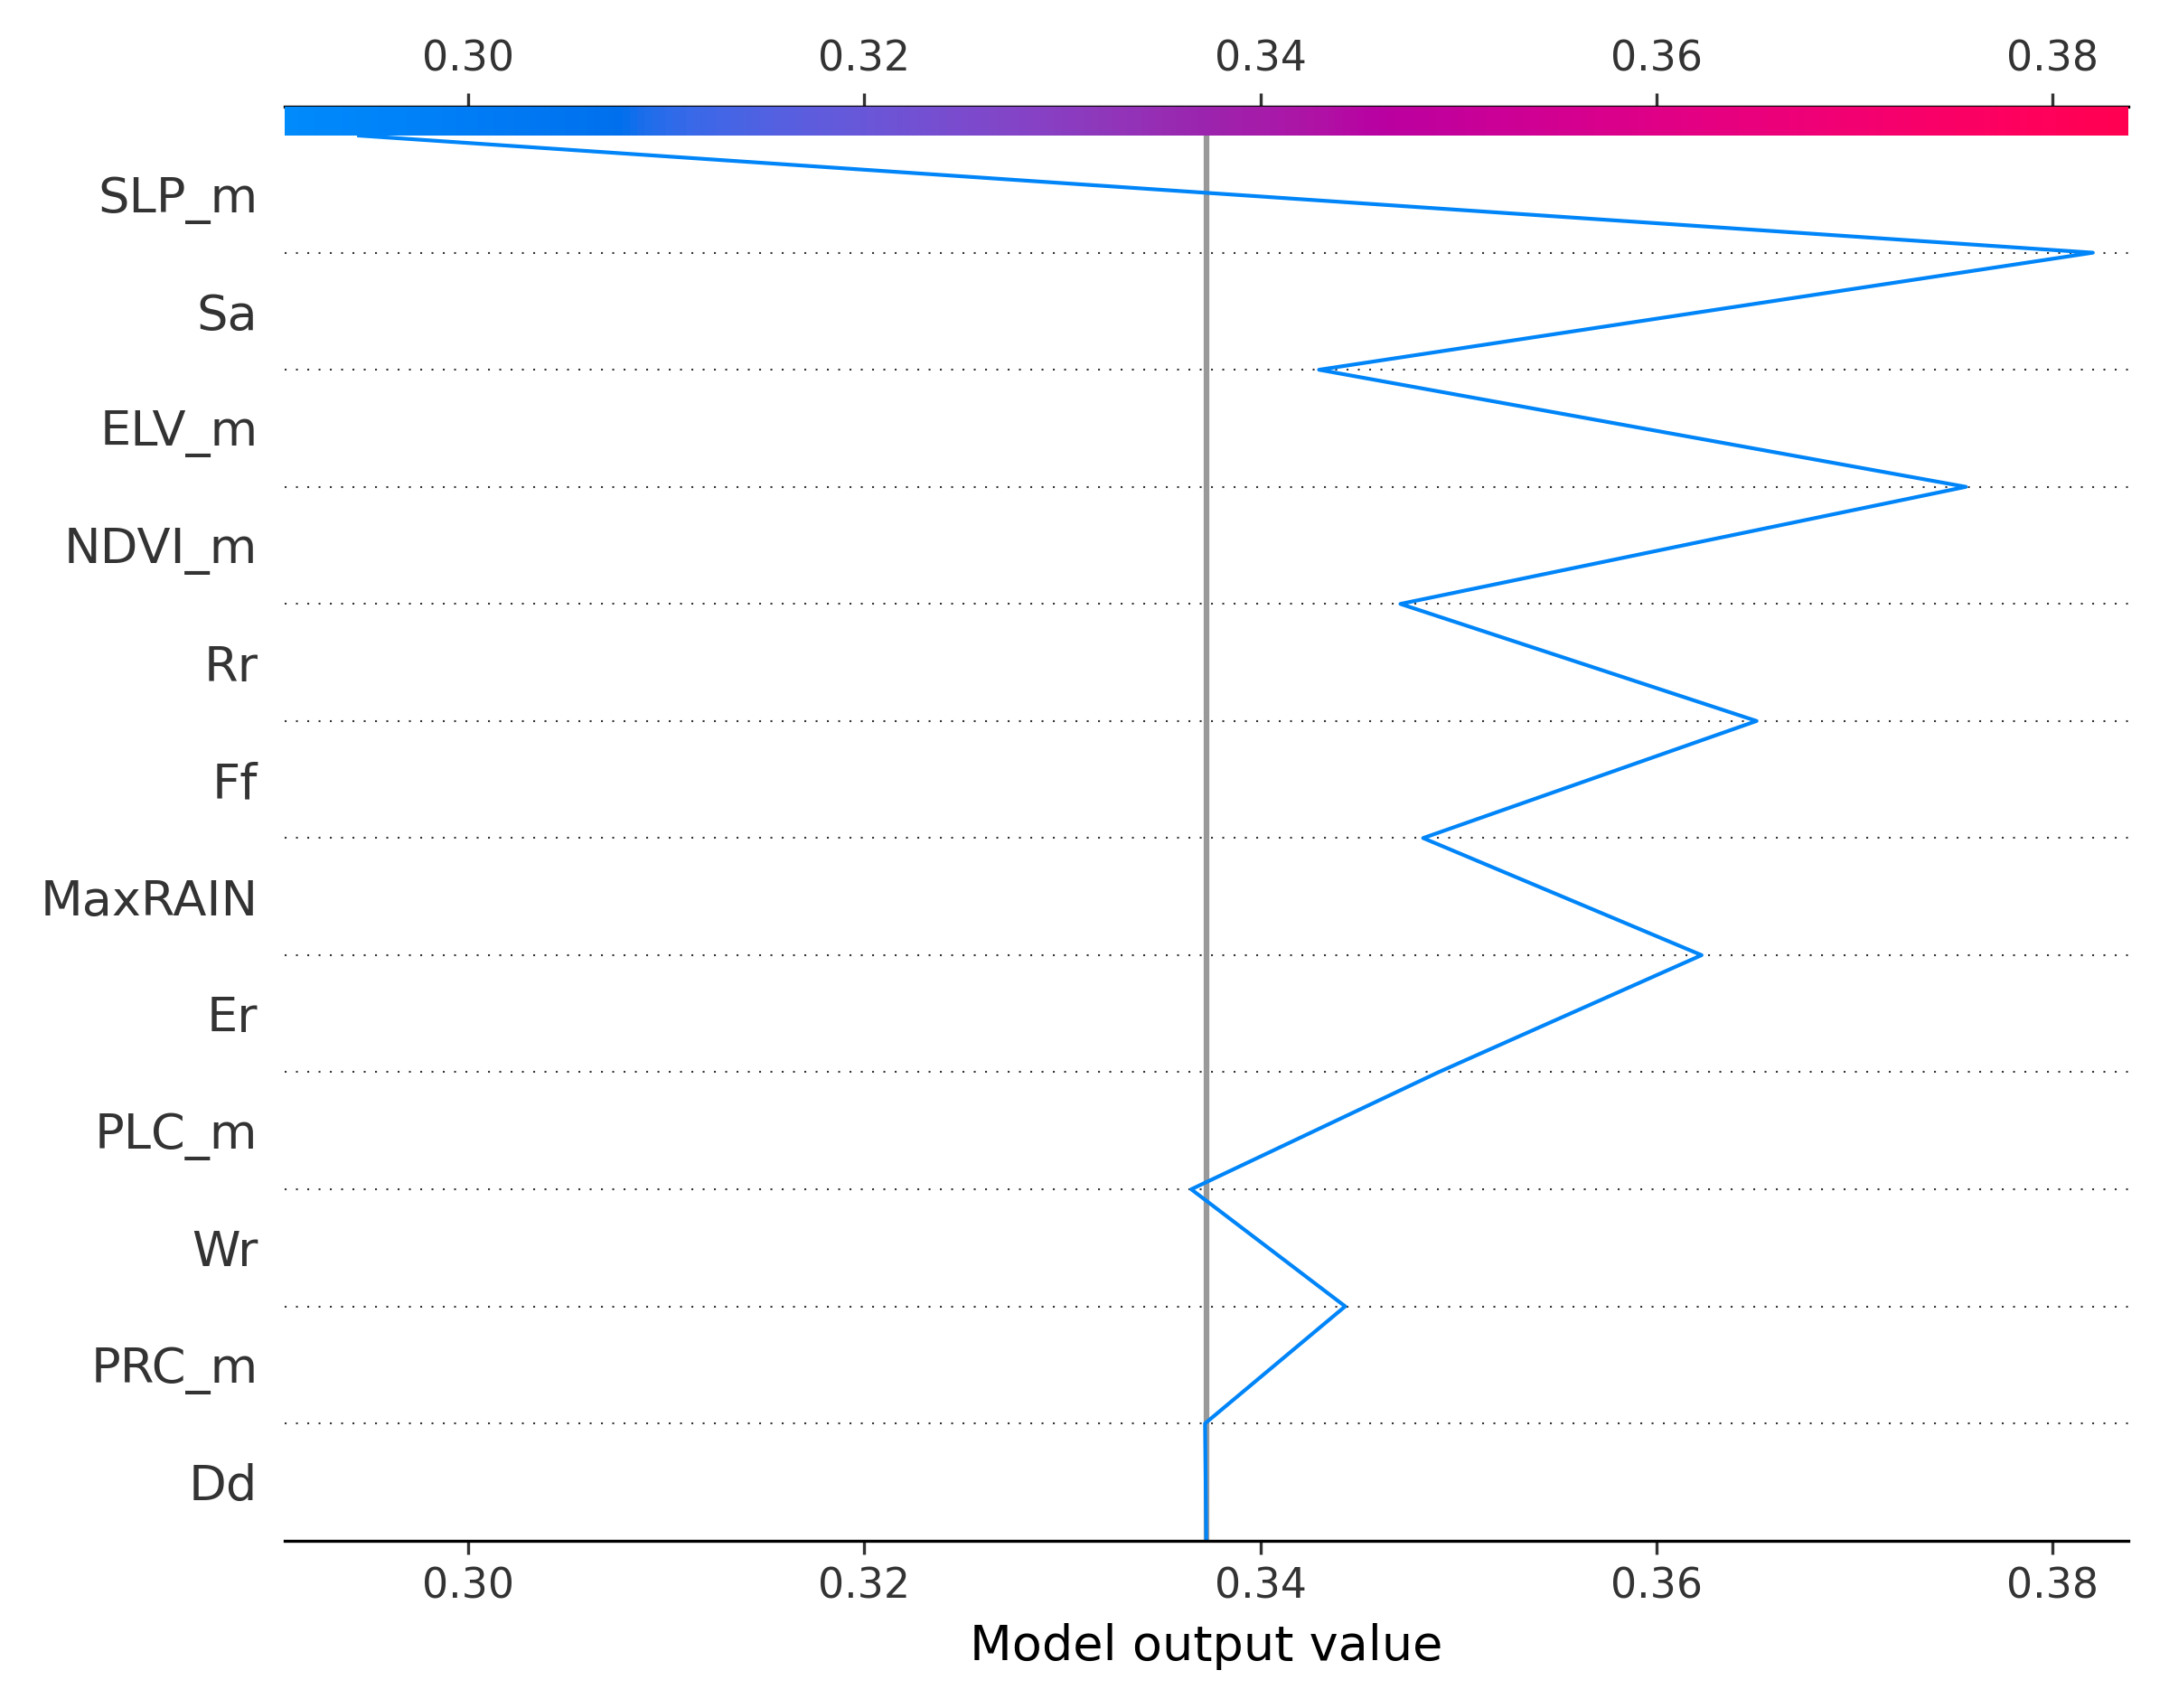 0.30 0.32 0.34 0.36 0.38
SLP_m
Sa
ELV_m
NDVI_m
Rr
Ff
MaxRAIN
Er
PLC_m
Wr
PRC_m
Dd
0.30 0.32 0.34 0.36 0.38
Model output value